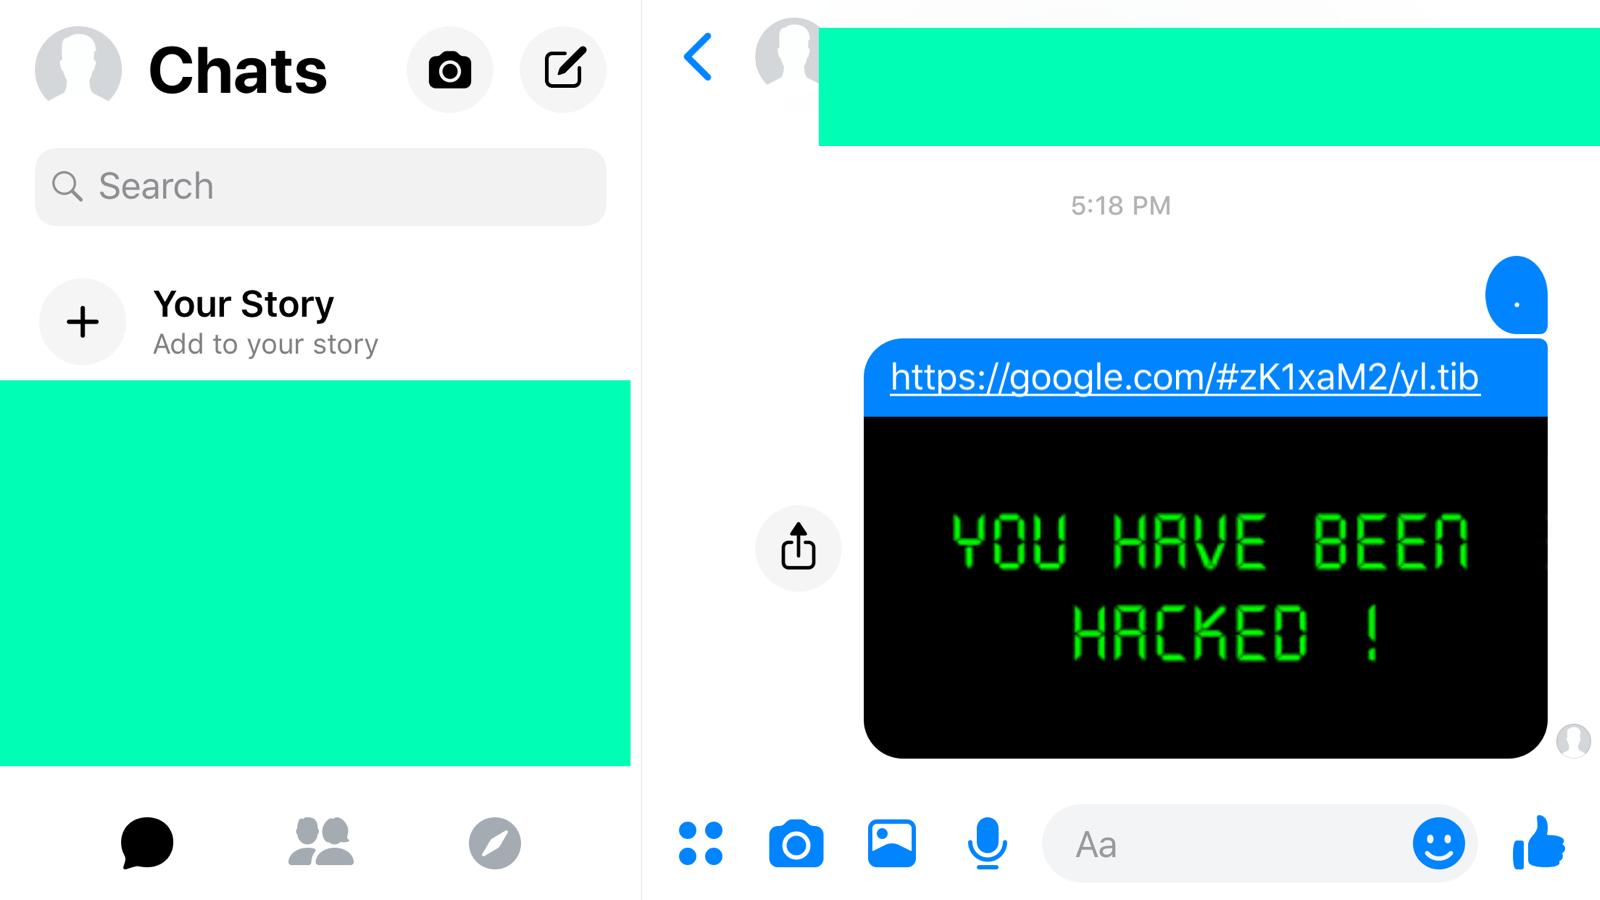 Chats
Search
Your Story
Add to your story
5:18 PM
.
https://google.com/#zK1xaM2/yl.tib
YOU HAVE BEEN
HACKED !
Aa